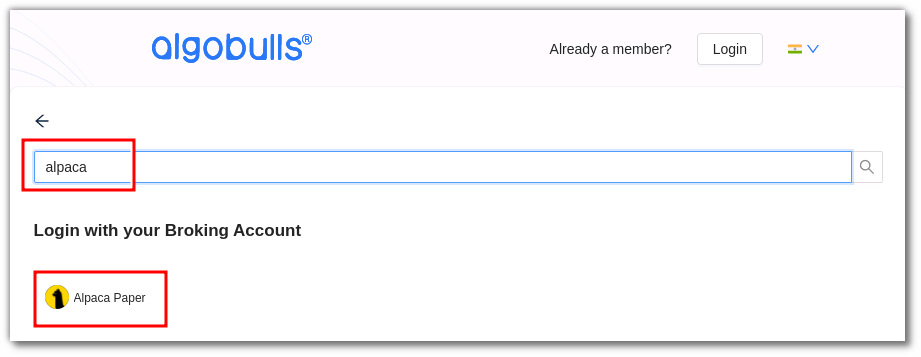 algobulls®
Already a member? Login
alpaca
Login with your Broking Account
Alpaca Paper